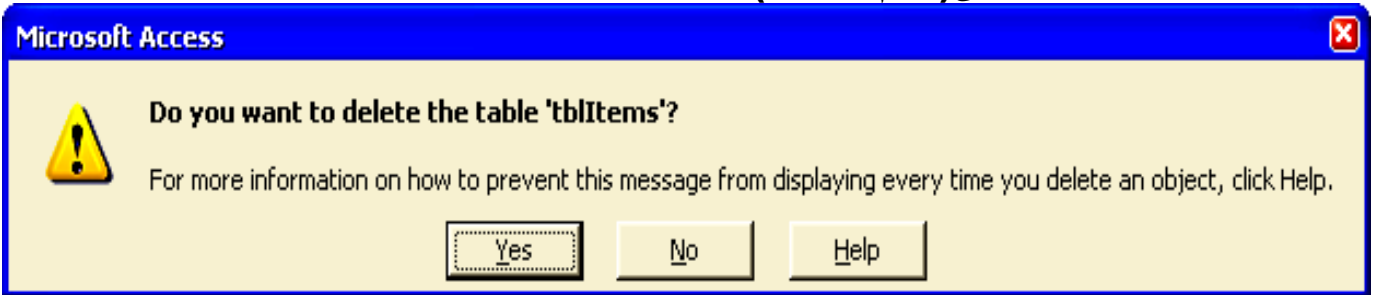 Microsoft Access
Do you want to delete the table 'tblItems'?
For more information on how to prevent this message from displaying every time you delete an object, click Help.
Yes No Help